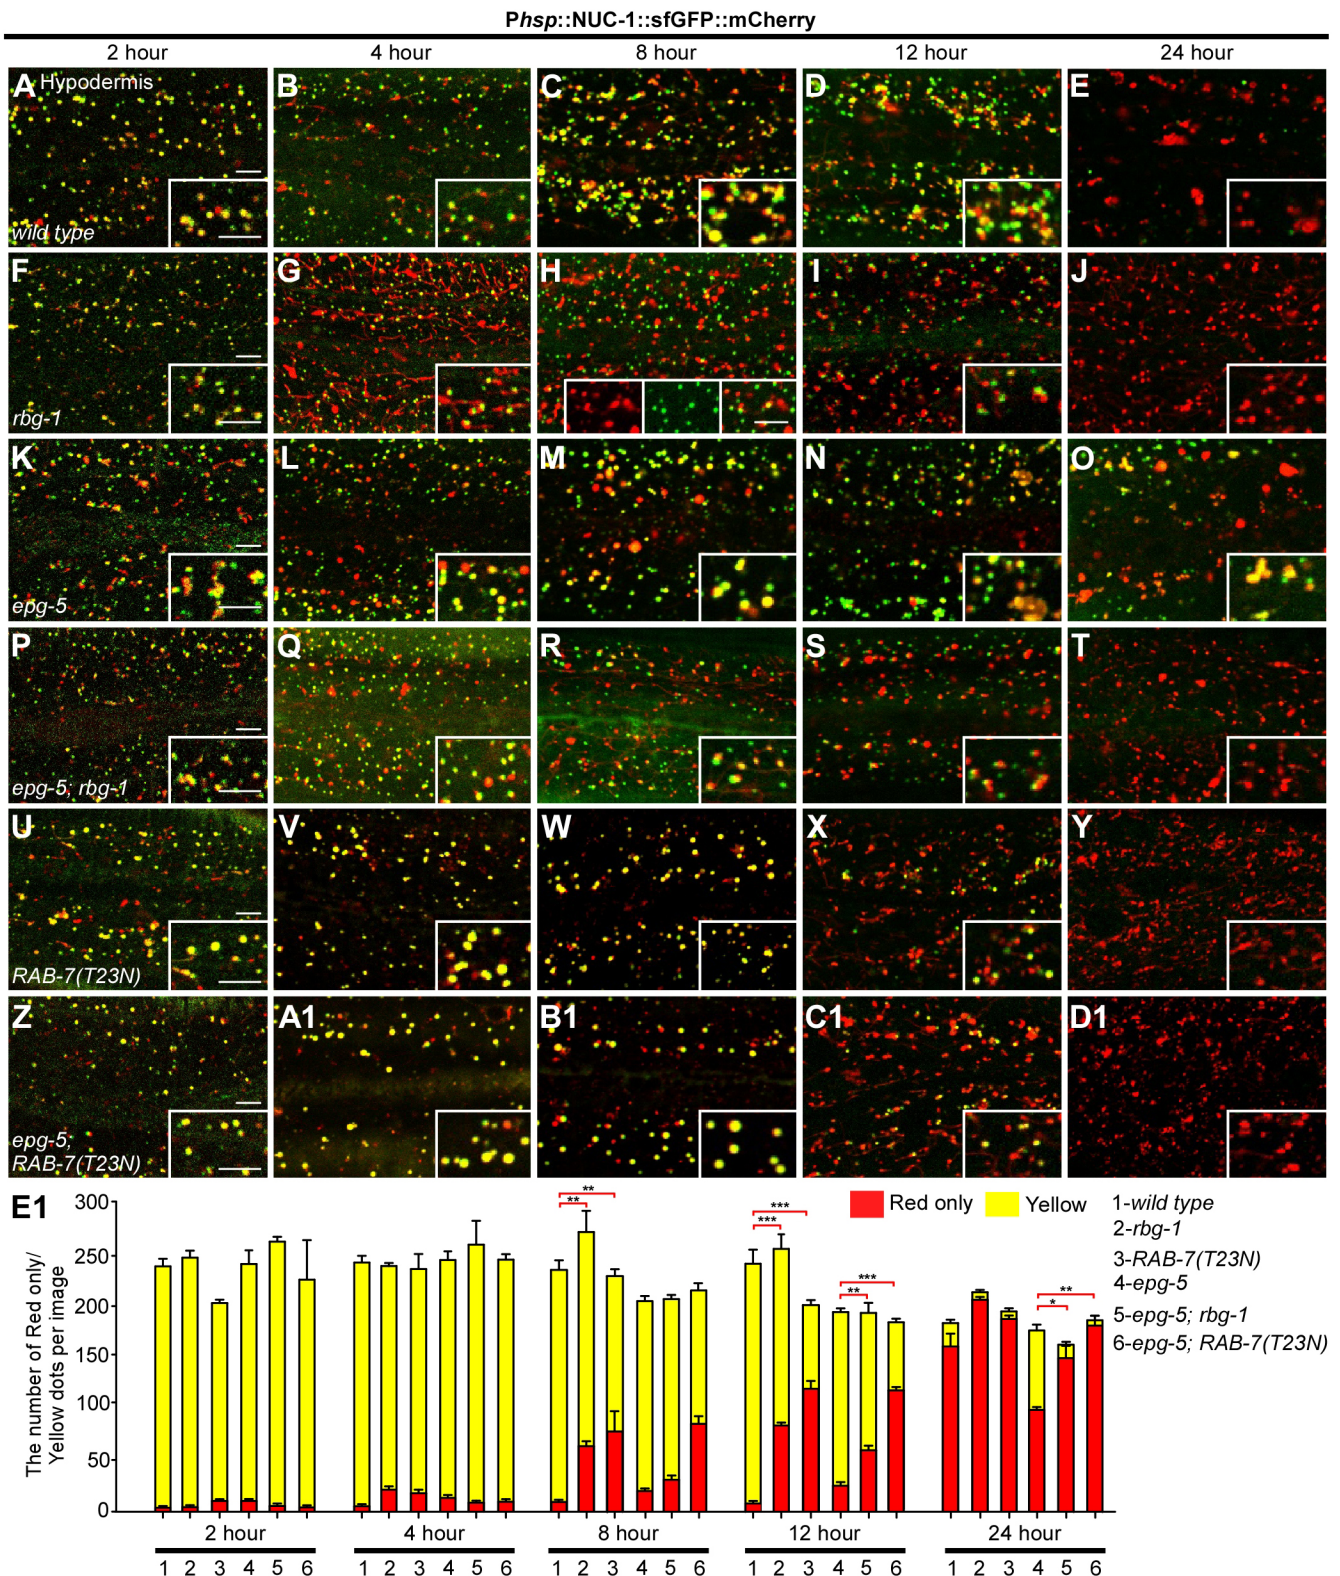 Phsp::NUC-1::sfGFP::mCherry
2 hour 4 hour 8 hour 12 hour 24 hour
A Hypodermis B C D E
wild type
F G H I J
rbg-1
K L M N O
epg-5
P Q R S T
epg-5; rbg-1
U V W X Y
RAB-7(T23N)
Z A1 B1 C1 D1
epg-5;
RAB-7(T23N)
E1
The number of Red only/
Yellow dots per image
300
250
200
150
100
50
0
** ** *** *** *** ** ** *
Red only Yellow
1-wild type
2-rbg-1
3-RAB-7(T23N)
4-epg-5
5-epg-5; rbg-1
6-epg-5; RAB-7(T23N)
2 hour 4 hour 8 hour 12 hour 24 hour
1 2 3 4 5 6 1 2 3 4 5 6 1 2 3 4 5 6 1 2 3 4 5 6 1 2 3 4 5 6